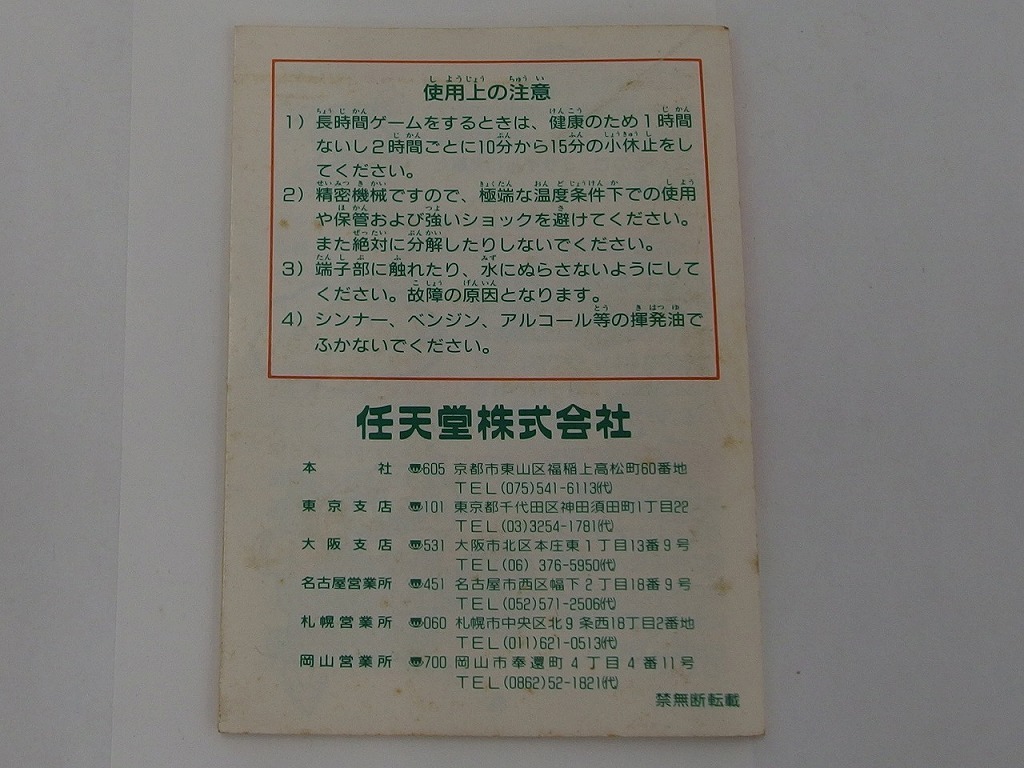 使用上の注意
1）長時間ゲームをするときは、健康のため1時間
ないし2時間ごとに10分から15分の小休止をし
てください。
2）精密機械ですので、極端な温度条件下での使用
や保管および強いショックを避けてください。
また絶対に分解したりしないでください。
3）端子部に触れたり、水にぬらさないようにして
ください。故障の原因となります。
4）シンナー、ベンジン、アルコール等の揮発油で
ふかないでください。
任天堂株式会社
本社 〠605 京都市東山区福稲上高松町60番地
TEL(075)541-6113㈹
東京支店 〠101 東京都千代田区神田須田町1丁目22
TEL(03)3254-1781㈹
大阪支店 〠531 大阪市北区本庄東1丁目13番9号
TEL(06) 376-5950㈹
名古屋営業所 〠451 名古屋市西区幅下2丁目18番9号
TEL(052)571-2506㈹
札幌営業所 〠060 札幌市中央区北9条西18丁目2番地
TEL(011)621-0513㈹
岡山営業所 〠700 岡山市奉還町4丁目4番11号
TEL(0862)52-1821㈹
禁無断転載